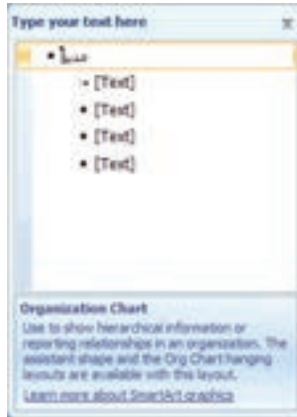 Type your text here
[Text]
[Text]
[Text]
[Text]
Organization Chart
Use to show hierarchical information or
reporting relationships in an organization. The
assistant shape and the Org Chart hanging
layouts are available with this layout.
Learn more about SmartArt graphics